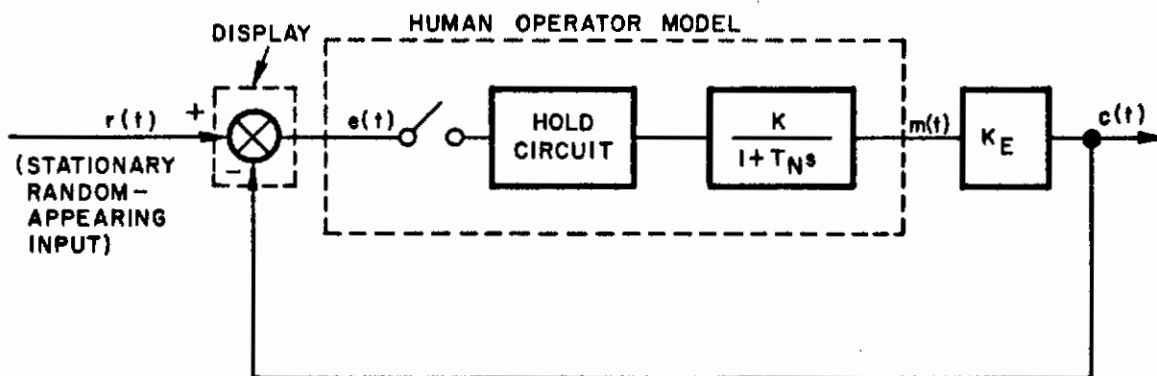 HUMAN OPERATOR MODEL
DISPLAY
r(t)
+
-
(STATIONARY
RANDOM-
APPEARING
INPUT)
e(t)
HOLD
CIRCUIT
K
1+TNs
m(t)
KE
c(t)